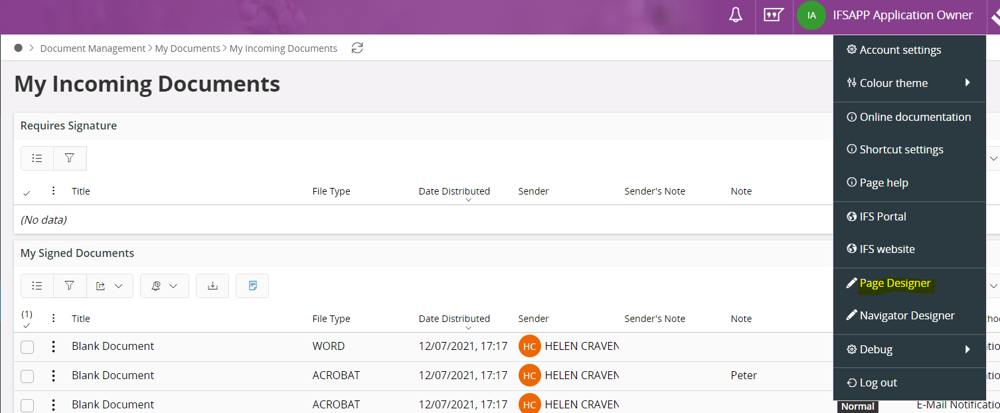 IA IFSAPP Application Owner
Document Management My Documents My Incoming Documents
My Incoming Documents
Requires Signature
Title File Type Date Distributed Sender Sender's Note Note
(No data)
My Signed Documents
(1)
Title File Type Date Distributed Sender Sender's Note Note
Blank Document WORD 12/07/2021, 17:17 HC HELEN CRAVEN
Blank Document ACROBAT 12/07/2021, 17:17 HC HELEN CRAVEN Peter
Blank Document ACROBAT 12/07/2021, 17:17 HC HELEN CRAVEN Normal E-Mail Notificatio
Account settings
Colour theme
Online documentation
Shortcut settings
Page help
IFS Portal
IFS website
Page Designer
Navigator Designer
Debug
Log out